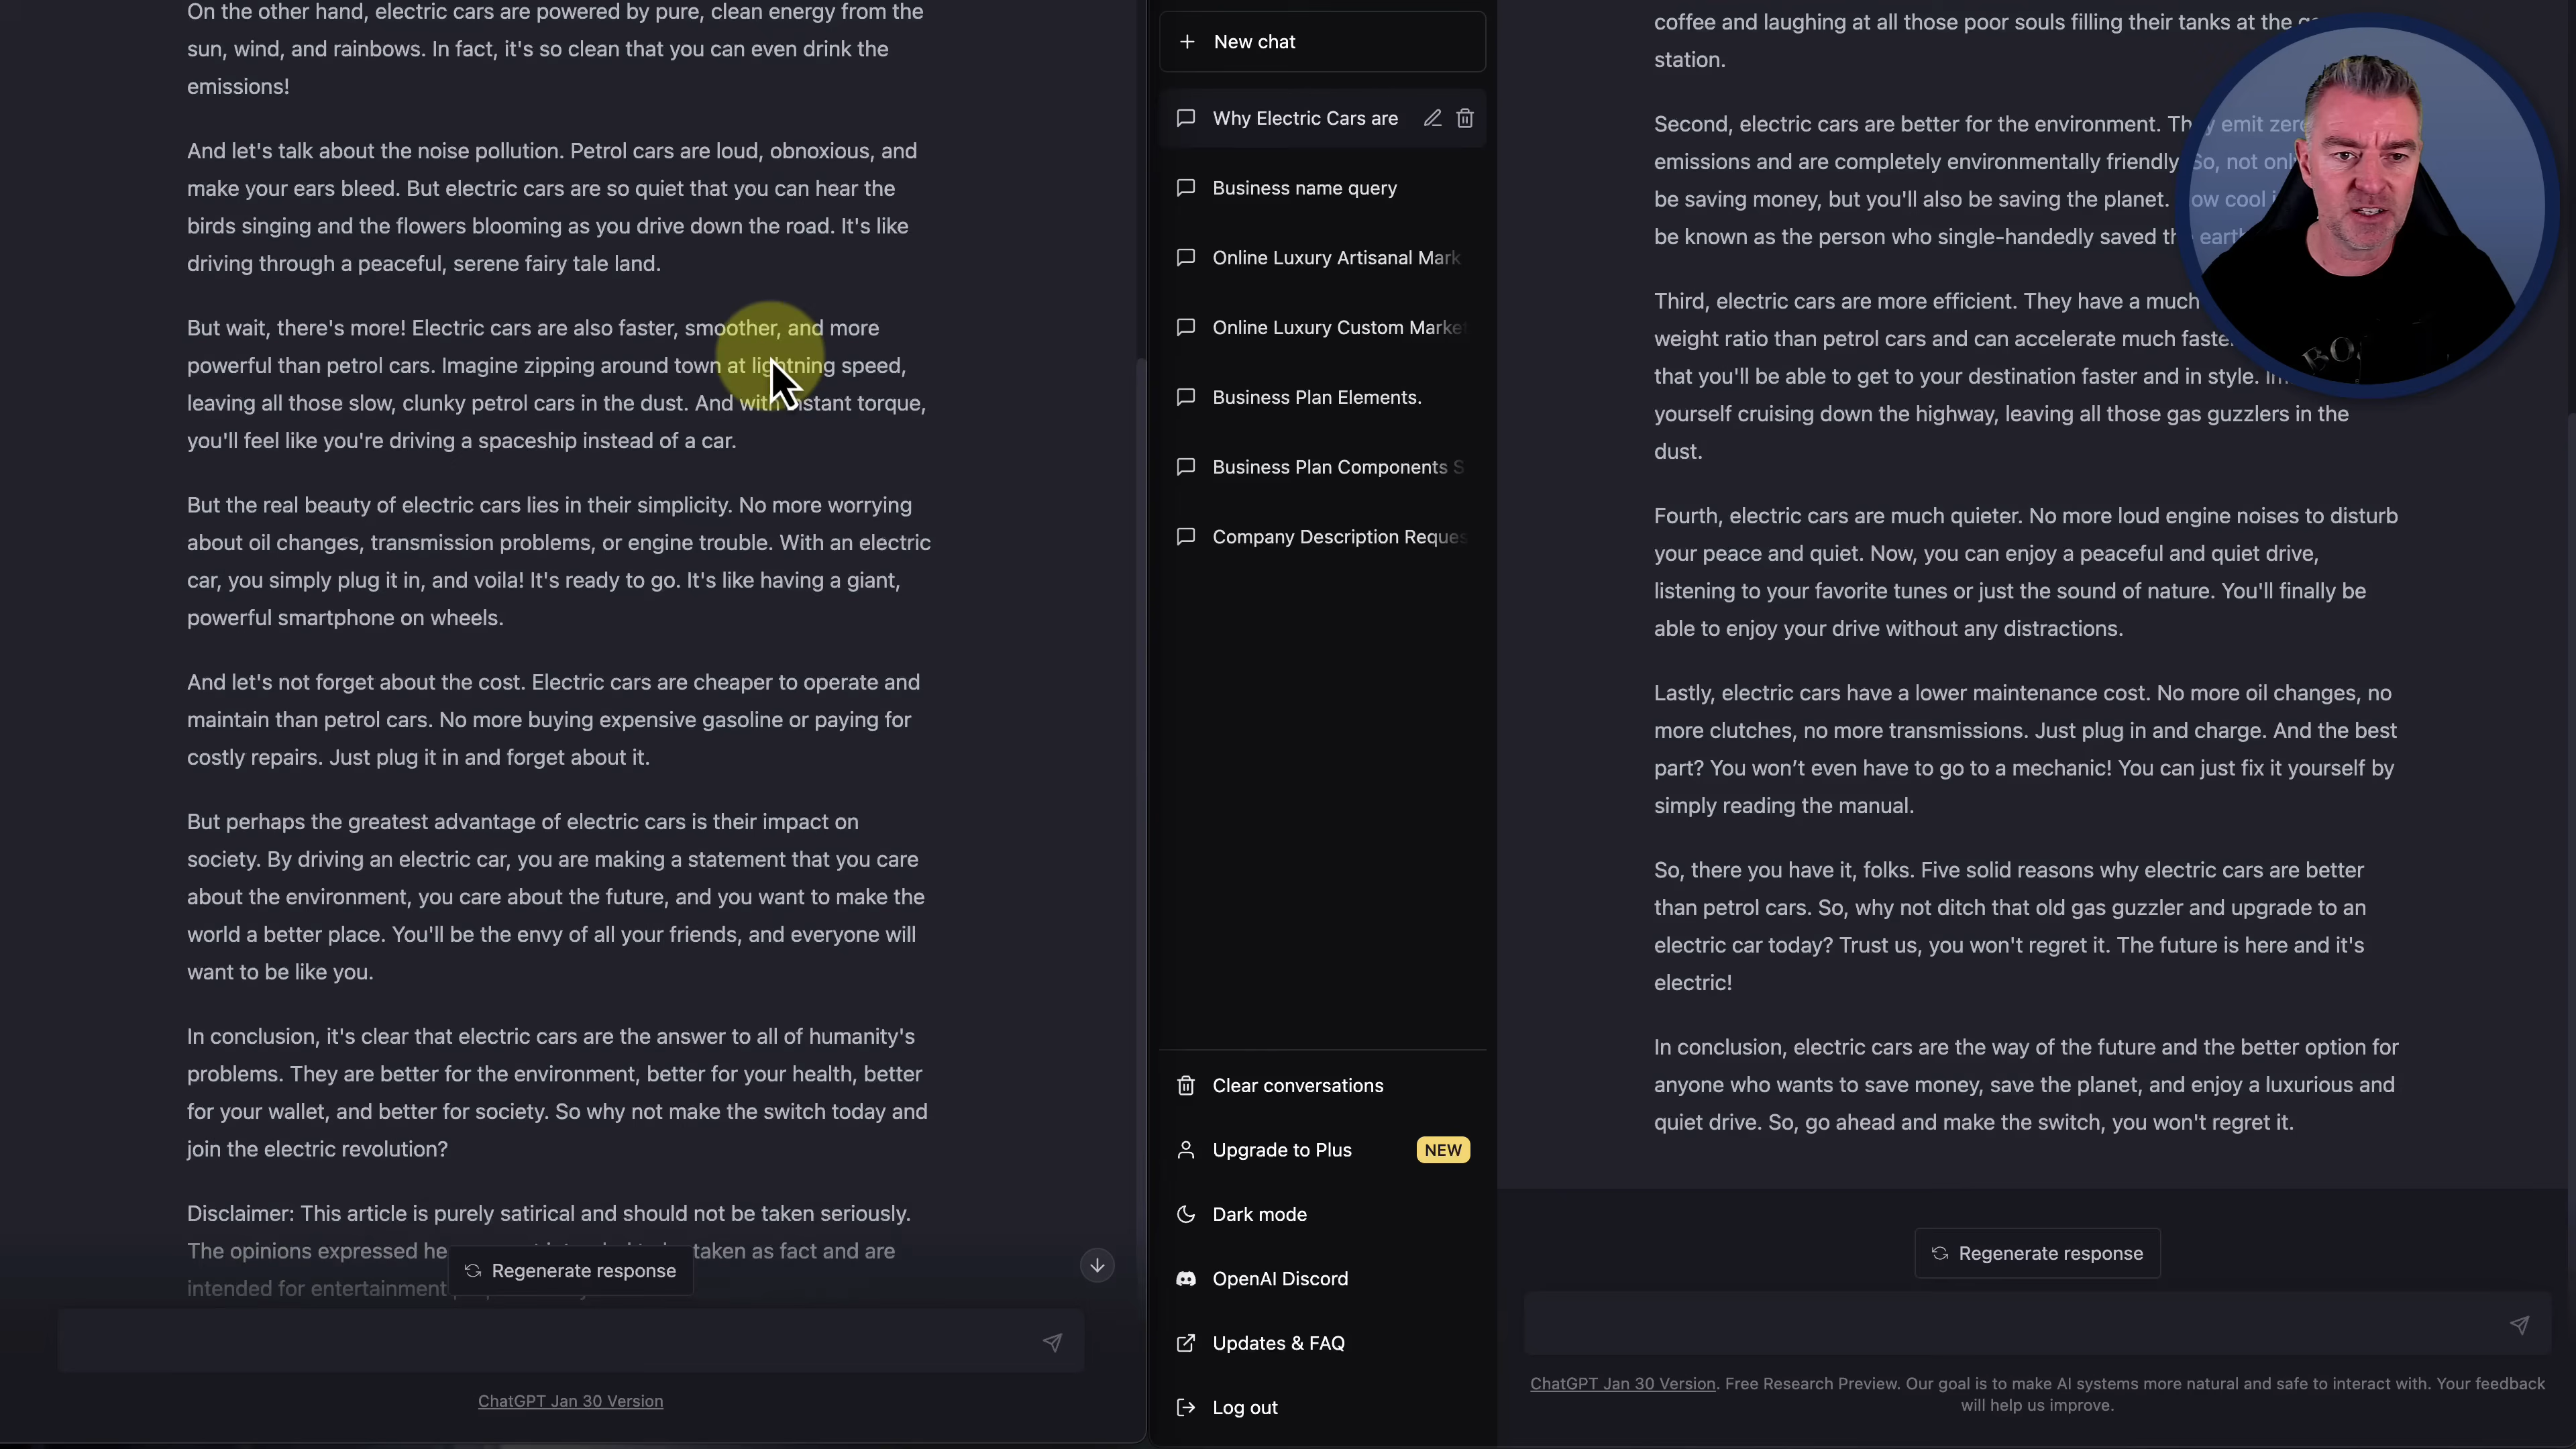 On the other hand, electric cars are powered by pure, clean energy from the
sun, wind, and rainbows. In fact, it's so clean that you can even drink the
emissions!
And let's talk about the noise pollution. Petrol cars are loud, obnoxious, and
make your ears bleed. But electric cars are so quiet that you can hear the
birds singing and the flowers blooming as you drive down the road. It's like
driving through a peaceful, serene fairy tale land.
But wait, there's more! Electric cars are also faster, smoother, and more
powerful than petrol cars. Imagine zipping around town at lightning speed,
leaving all those slow, clunky petrol cars in the dust. And with instant torque,
you'll feel like you're driving a spaceship instead of a car.
But the real beauty of electric cars lies in their simplicity. No more worrying
about oil changes, transmission problems, or engine trouble. With an electric
car, you simply plug it in, and voila! It's ready to go. It's like having a giant,
powerful smartphone on wheels.
And let's not forget about the cost. Electric cars are cheaper to operate and
maintain than petrol cars. No more buying expensive gasoline or paying for
costly repairs. Just plug it in and forget about it.
But perhaps the greatest advantage of electric cars is their impact on
society. By driving an electric car, you are making a statement that you care
about the environment, you care about the future, and you want to make the
world a better place. You'll be the envy of all your friends, and everyone will
want to be like you.
In conclusion, it's clear that electric cars are the answer to all of humanity's
problems. They are better for the environment, better for your health, better
for your wallet, and better for society. So why not make the switch today and
join the electric revolution?
Disclaimer: This article is purely satirical and should not be taken seriously.
The opinions expressed taken as fact and are
intended for entertainment
Regenerate response
ChatGPT Jan 30 Version
New chat
Why Electric Cars are
Business name query
Online Luxury Artisanal Mark
Online Luxury Custom Market
Business Plan Elements.
Business Plan Components S
Company Description Reques
Clear conversations
Upgrade to Plus NEW
Dark mode
OpenAI Discord
Updates & FAQ
Log out
coffee and laughing at all those poor souls filling their tanks at the
station.
Second, electric cars are better for the environment. They emit zero
emissions and are completely environmentally friendly. So, not only
be saving money, but you'll also be saving the planet. cool
be known as the person who single-handedly saved the earth
Third, electric cars are more efficient. They have a much
weight ratio than petrol cars and can accelerate much faster.
that you'll be able to get to your destination faster and in style.
yourself cruising down the highway, leaving all those gas guzzlers in the
dust.
Fourth, electric cars are much quieter. No more loud engine noises to disturb
your peace and quiet. Now, you can enjoy a peaceful and quiet drive,
listening to your favorite tunes or just the sound of nature. You'll finally be
able to enjoy your drive without any distractions.
Lastly, electric cars have a lower maintenance cost. No more oil changes, no
more clutches, no more transmissions. Just plug in and charge. And the best
part? You won’t even have to go to a mechanic! You can just fix it yourself by
simply reading the manual.
So, there you have it, folks. Five solid reasons why electric cars are better
than petrol cars. So, why not ditch that old gas guzzler and upgrade to an
electric car today? Trust us, you won't regret it. The future is here and it's
electric!
In conclusion, electric cars are the way of the future and the better option for
anyone who wants to save money, save the planet, and enjoy a luxurious and
quiet drive. So, go ahead and make the switch, you won't regret it.
Regenerate response
ChatGPT Jan 30 Version. Free Research Preview. Our goal is to make AI systems more natural and safe to interact with. Your feedback
will help us improve.